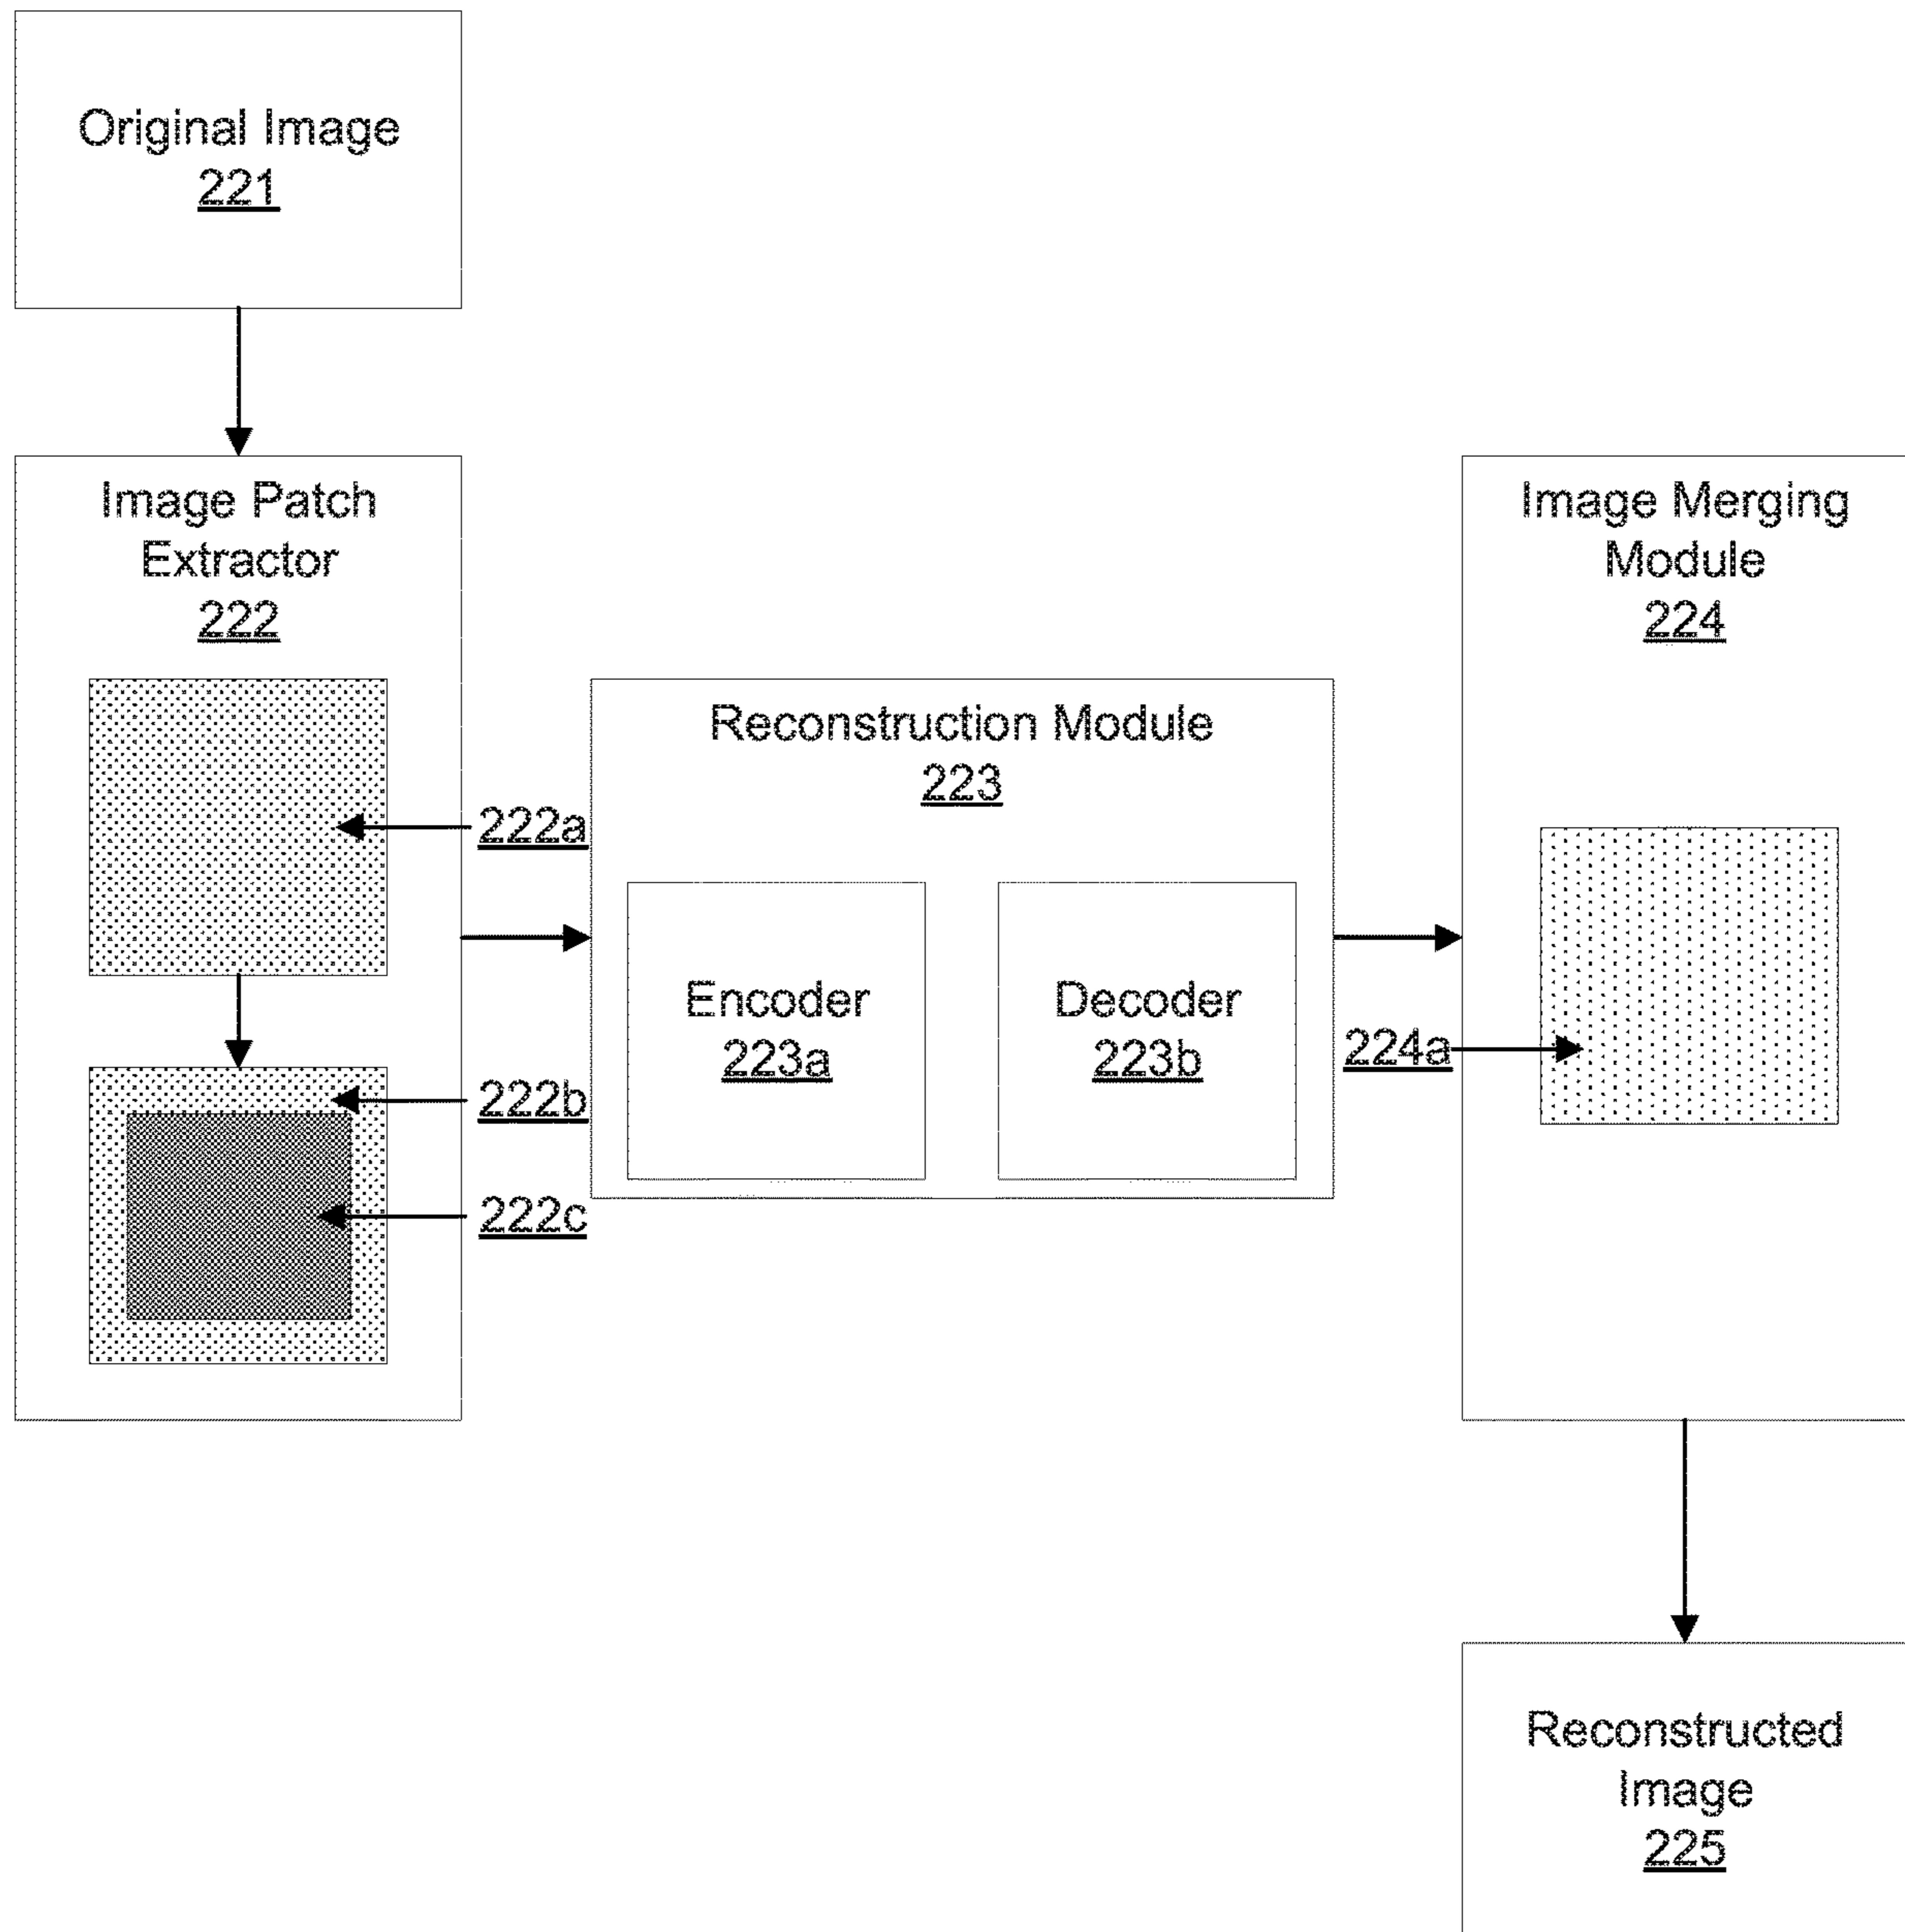 Original Image
221
Image Patch
Extractor
222
222a
222b
222c
Reconstruction Module
223
Encoder
223a
Decoder
223b
Image Merging
Module
224
224a
Reconstructed
Image
225